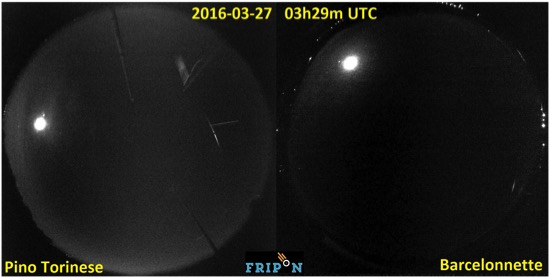 2016-03-27 03h29m UTC
Pino Torinese
FRIPON
Barcelonnette